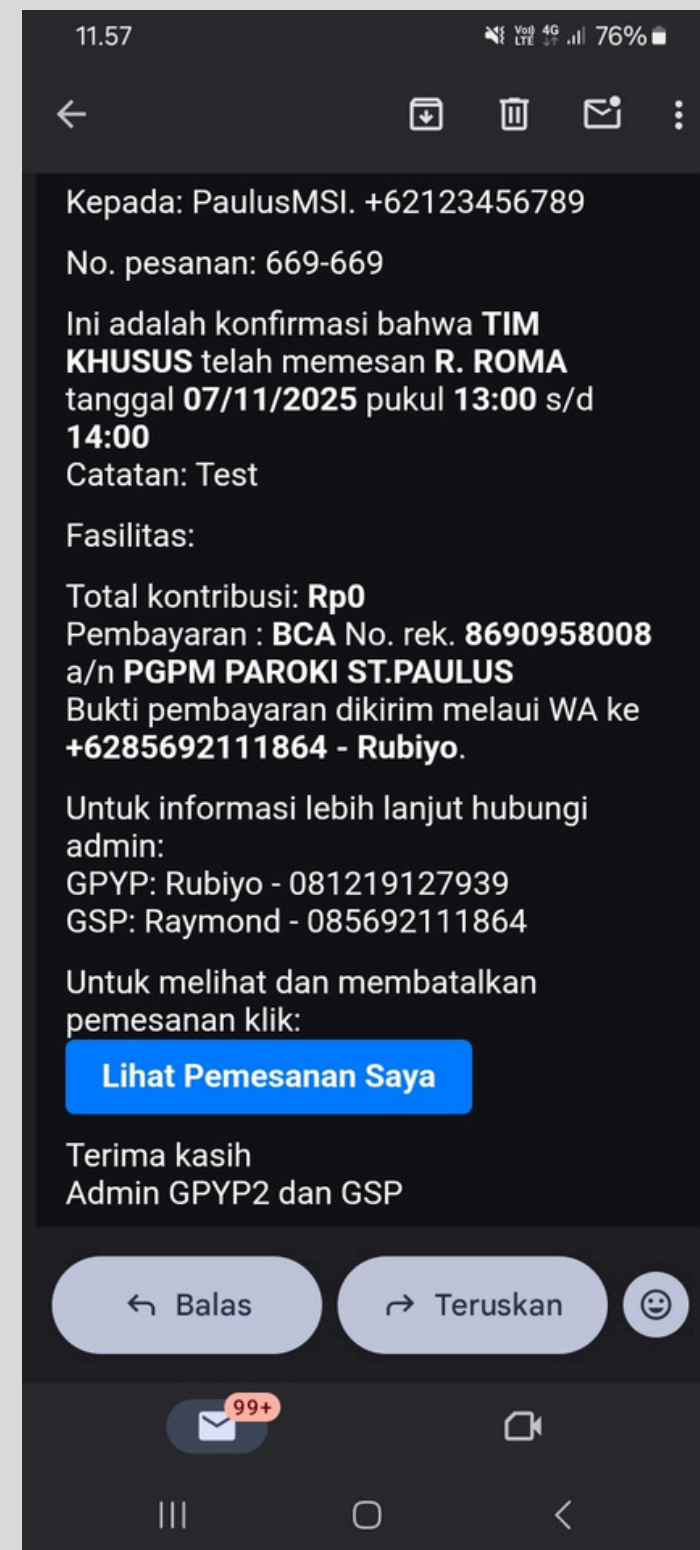 11.57
Vo)) LTE 4G 76%
Kepada: PaulusMSI. +62123456789
No. pesanan: 669-669
Ini adalah konfirmasi bahwa TIM
KHUSUS telah memesan R. ROMA
tanggal 07/11/2025 pukul 13:00 s/d
14:00
Catatan: Test
Fasilitas:
Total kontribusi: Rp0
Pembayaran : BCA No. rek. 8690958008
a/n PGPM PAROKI ST.PAULUS
Bukti pembayaran dikirim melaui WA ke
+6285692111864 - Rubiyo.
Untuk informasi lebih lanjut hubungi
admin:
GPYP: Rubiyo - 081219127939
GSP: Raymond - 085692111864
Untuk melihat dan membatalkan
pemesanan klik:
Lihat Pemesanan Saya
Terima kasih
Admin GPYP2 dan GSP
Balas
Teruskan
99+